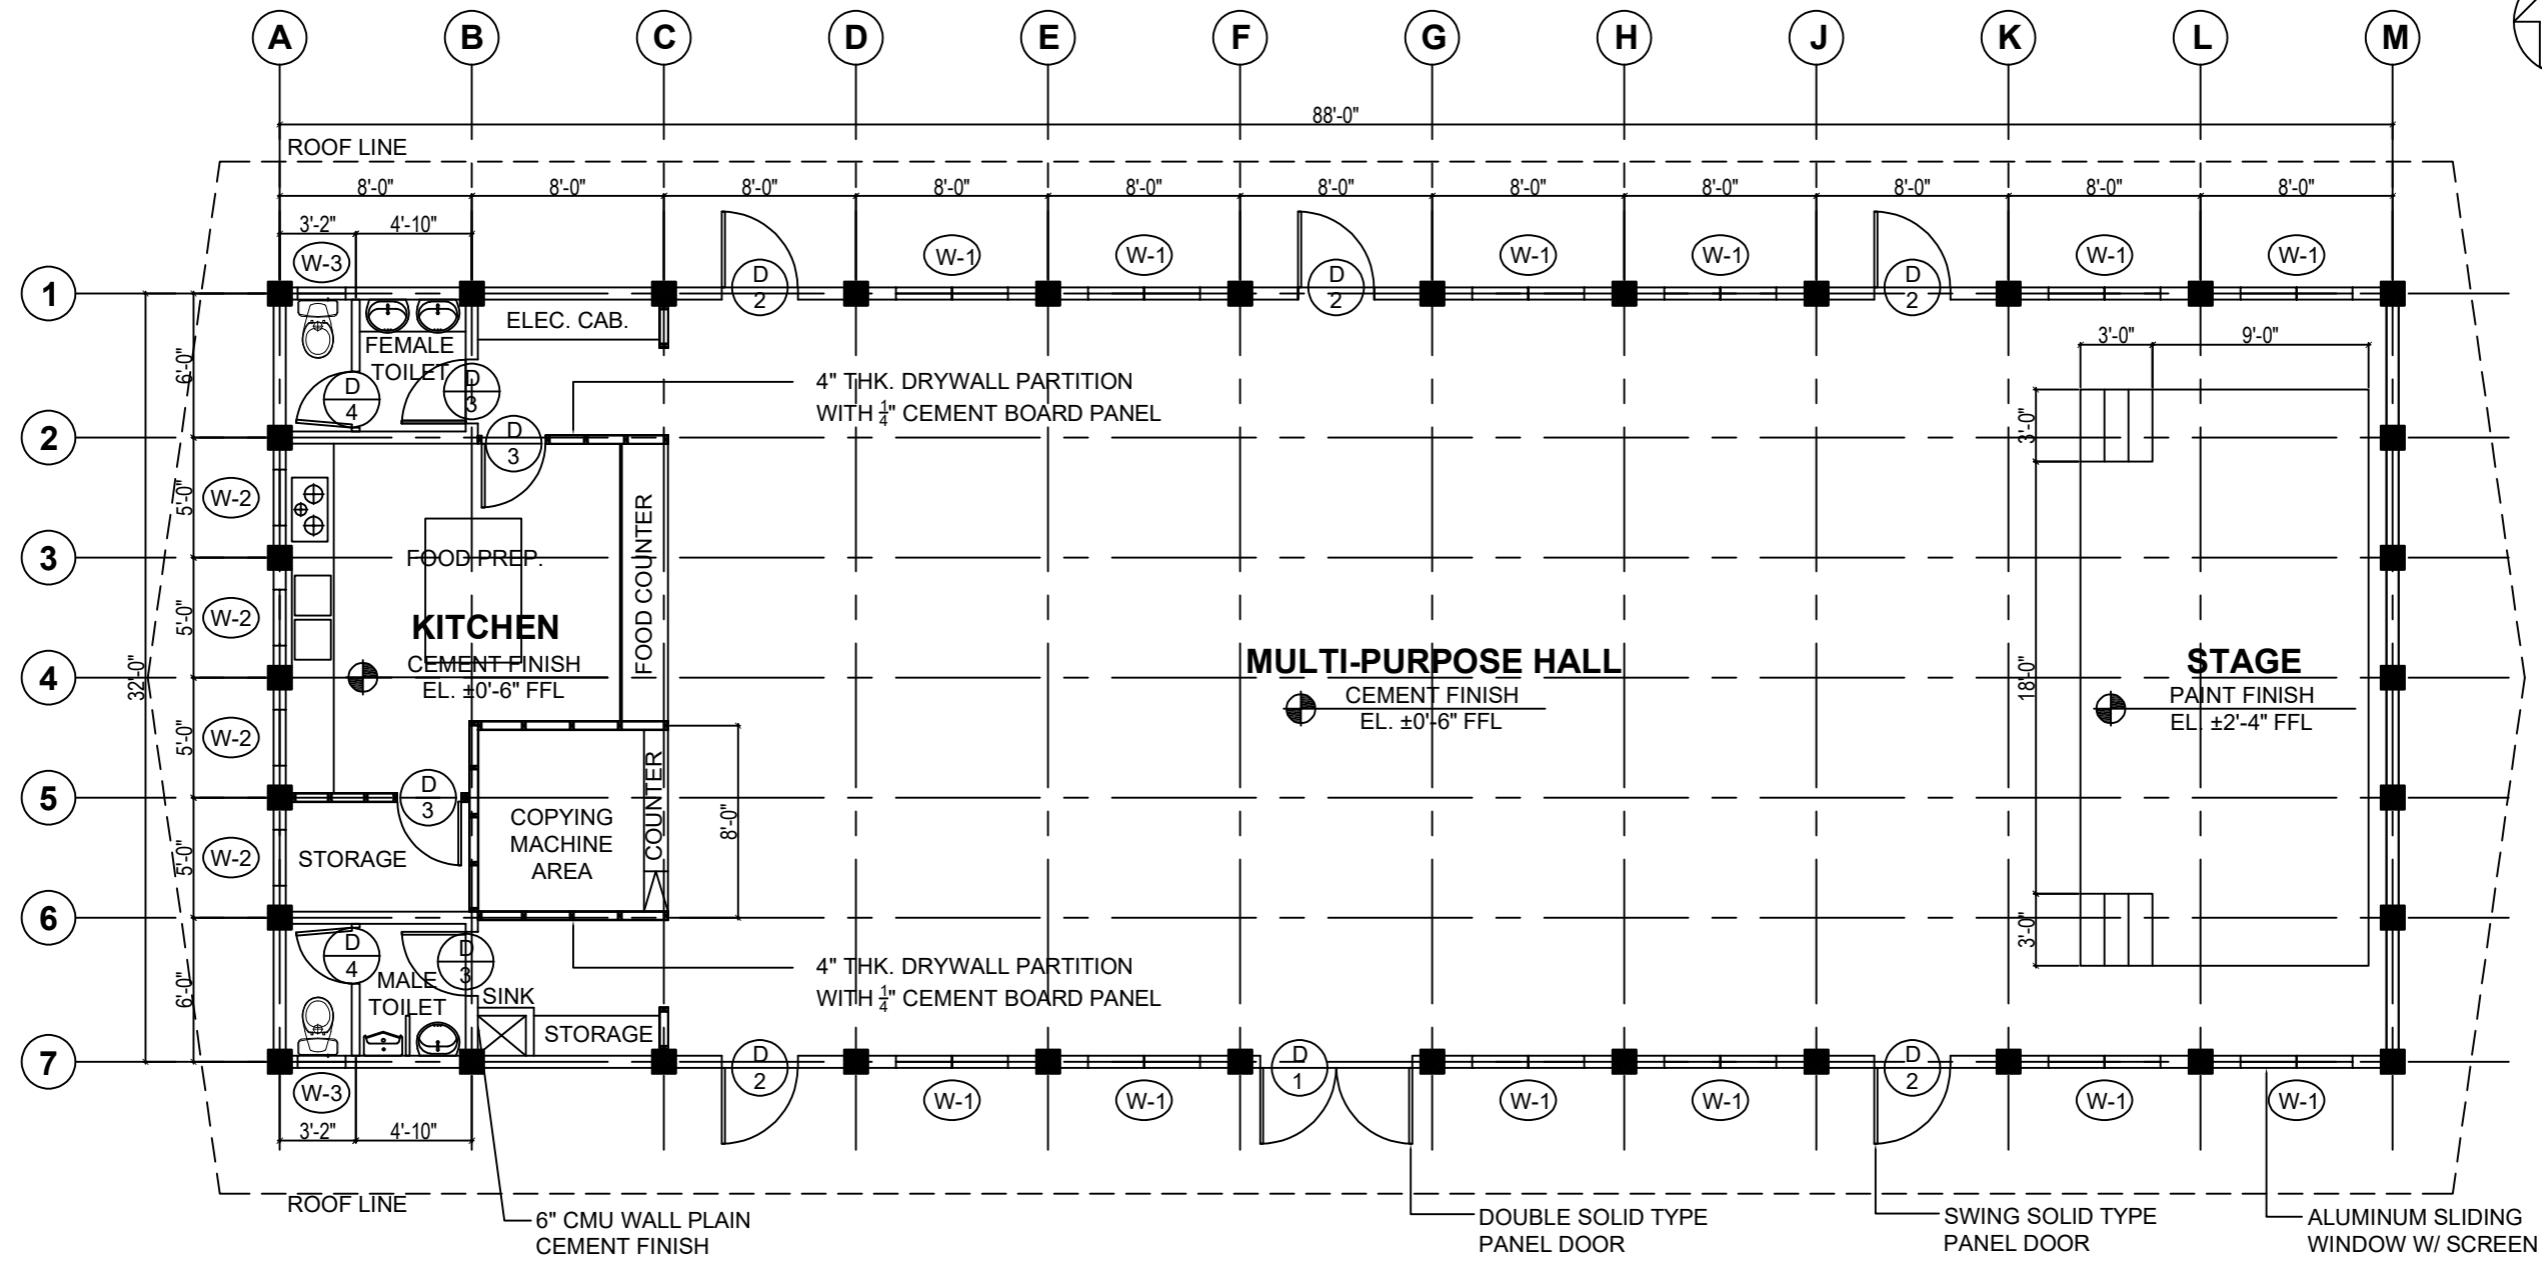 A B C D E F G H J K L M
88'-0"
ROOF LINE
8'-0" 8'-0" 8'-0" 8'-0" 8'-0" 8'-0" 8'-0" 8'-0" 8'-0" 8'-0" 8'-0"
3'-2" 4'-10"
W-3 W-1 W-1 W-1 W-1 W-1 W-1
D D D
2 2 2
1
ELEC. CAB.
3'-0" 9'-0"
FEMALE
TOILET
6'-0"
D
4
D
3
4" THK. DRYWALL PARTITION
WITH 1/4" CEMENT BOARD PANEL
3'-0"
2
D
3
W-2
5'-0"
3
FOOD PREP.
FOOD COUNTER
W-2
5'-0"
KITCHEN
CEMENT FINISH
EL. ±0'-6" FFL
32'-0"
4
MULTI-PURPOSE HALL
CEMENT FINISH
EL. ±0'-6" FFL
18'-0"
STAGE
PAINT FINISH
EL. ±2'-4" FFL
W-2
5'-0"
5
D
3
COPYING
MACHINE
AREA
COUNTER
8'-0"
W-2
5'-0"
STORAGE
6
D
4
D
3
MALE
TOILET
6'-0"
4" THK. DRYWALL PARTITION
WITH 1/4" CEMENT BOARD PANEL
3'-0"
SINK
STORAGE
7
D D D
2 1 2
W-3 W-1 W-1 W-1 W-1 W-1 W-1
3'-2" 4'-10"
ROOF LINE
6" CMU WALL PLAIN
CEMENT FINISH
DOUBLE SOLID TYPE
PANEL DOOR
SWING SOLID TYPE
PANEL DOOR
ALUMINUM SLIDING
WINDOW W/ SCREEN